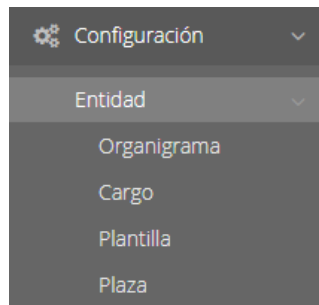 Configuración
Entidad
Organigrama
Cargo
Plantilla
Plaza